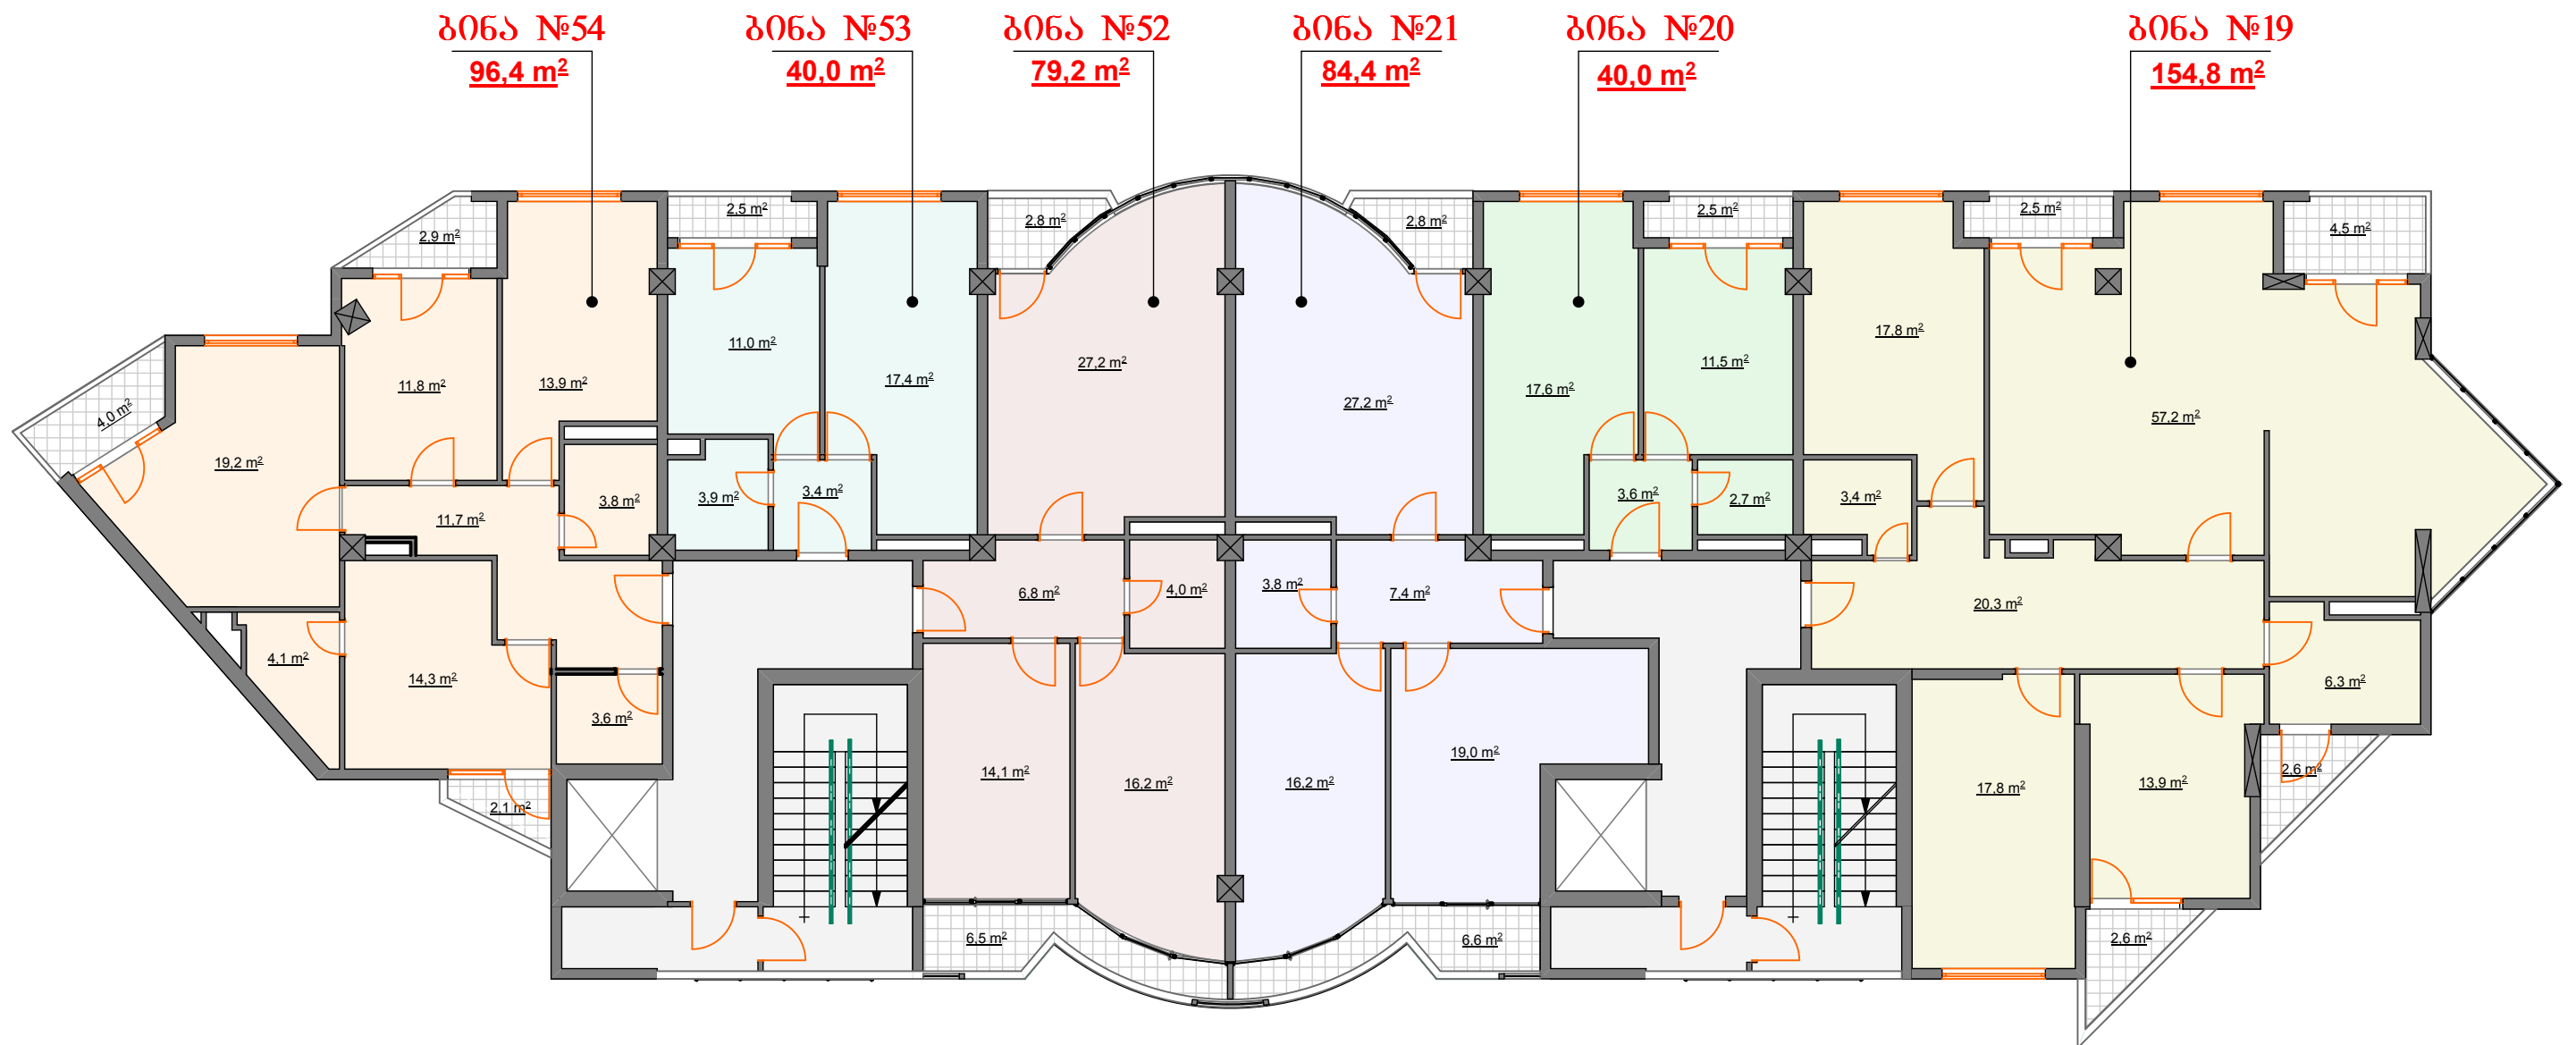 ბინა №54
96,4 m²
ბინა №53
40,0 m²
ბინა №52
79,2 m²
ბინა №21
84,4 m²
ბინა №20
40,0 m²
ბინა №19
154,8 m²
2,9 m²
2,5 m²
2,8 m²
2,8 m²
2,5 m²
2,5 m²
4,5 m²
4,0 m²
19,2 m²
11,8 m²
13,9 m²
11,0 m²
17,4 m²
27,2 m²
27,2 m²
17,6 m²
11,5 m²
17,8 m²
57,2 m²
11,7 m²
3,8 m²
3,9 m²
3,4 m²
3,6 m²
2,7 m²
3,4 m²
6,8 m²
4,0 m²
3,8 m²
7,4 m²
20,3 m²
4,1 m²
14,3 m²
3,6 m²
6,3 m²
14,1 m²
16,2 m²
16,2 m²
19,0 m²
17,8 m²
13,9 m²
2,6 m²
2,1 m²
6,5 m²
6,6 m²
2,6 m²